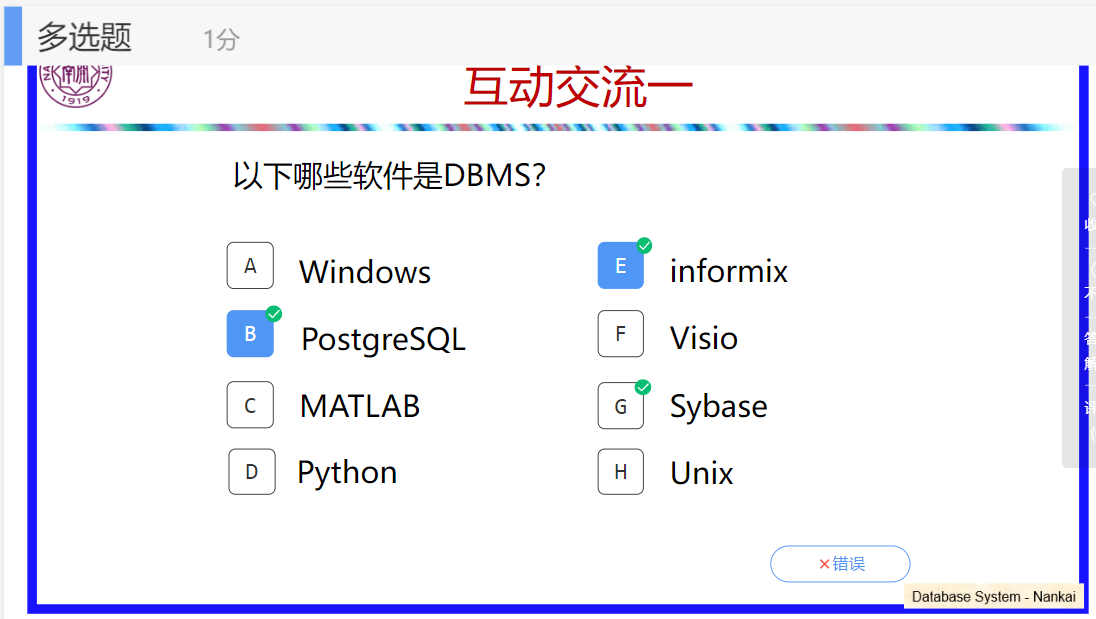 多选题 1分
1919
互动交流一
以下哪些软件是DBMS?
A Windows
B PostgreSQL
C MATLAB
D Python
E informix
F Visio
G Sybase
H Unix
×错误
Database System - Nankai